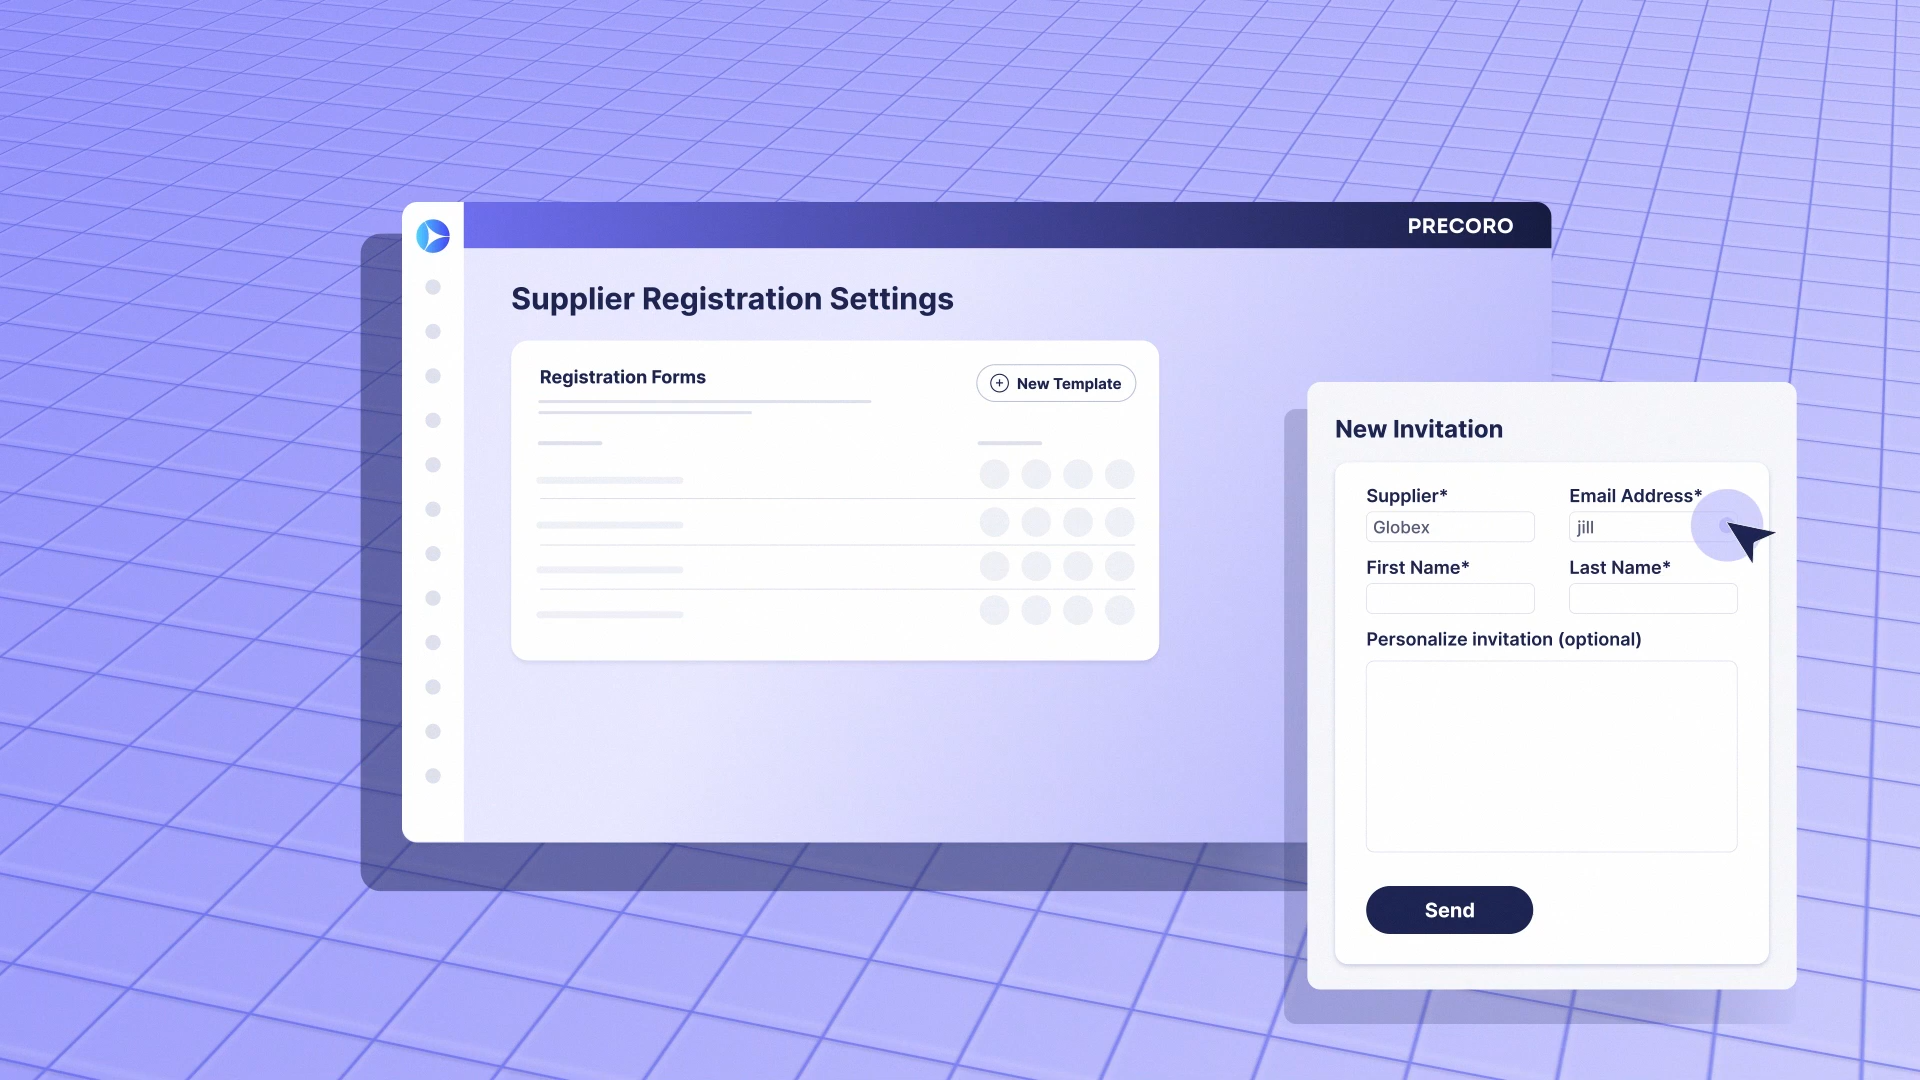 PRECORO
Supplier Registration Settings
Registration Forms
New Template
New Invitation
Supplier* Email Address*
Globex jill
First Name* Last Name*
Personalize invitation (optional)
Send